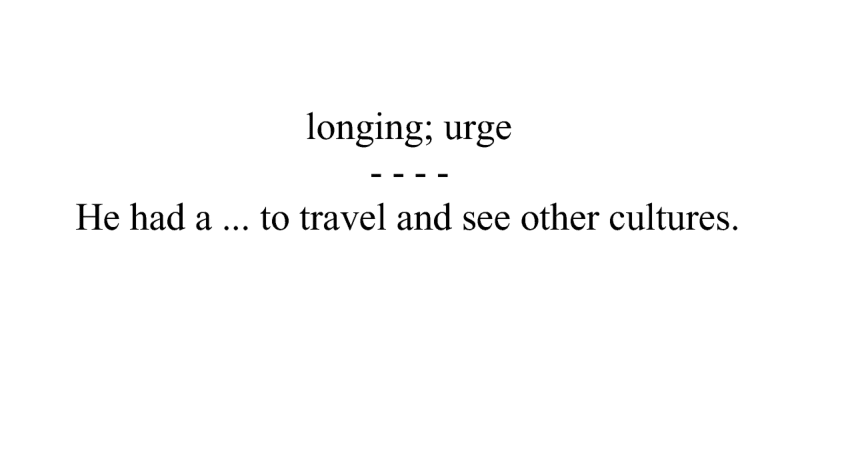 longing; urge
- - - -
He had a ... to travel and see other cultures.